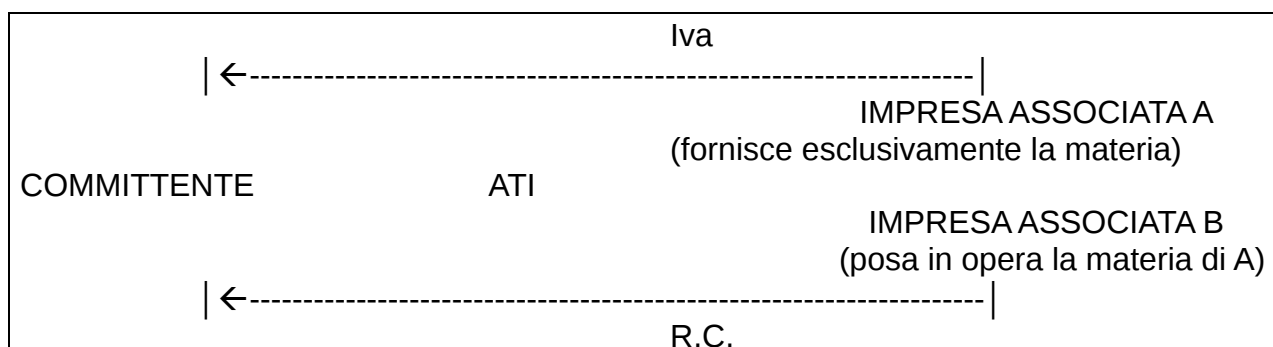 Iva
|←--------------------------------------------------------------------|
IMPRESA ASSOCIATA A
(fornisce esclusivamente la materia)
COMMITTENTE ATI
IMPRESA ASSOCIATA B
(posa in opera la materia di A)
|←---------------------------------------------------------------------|
R.C.